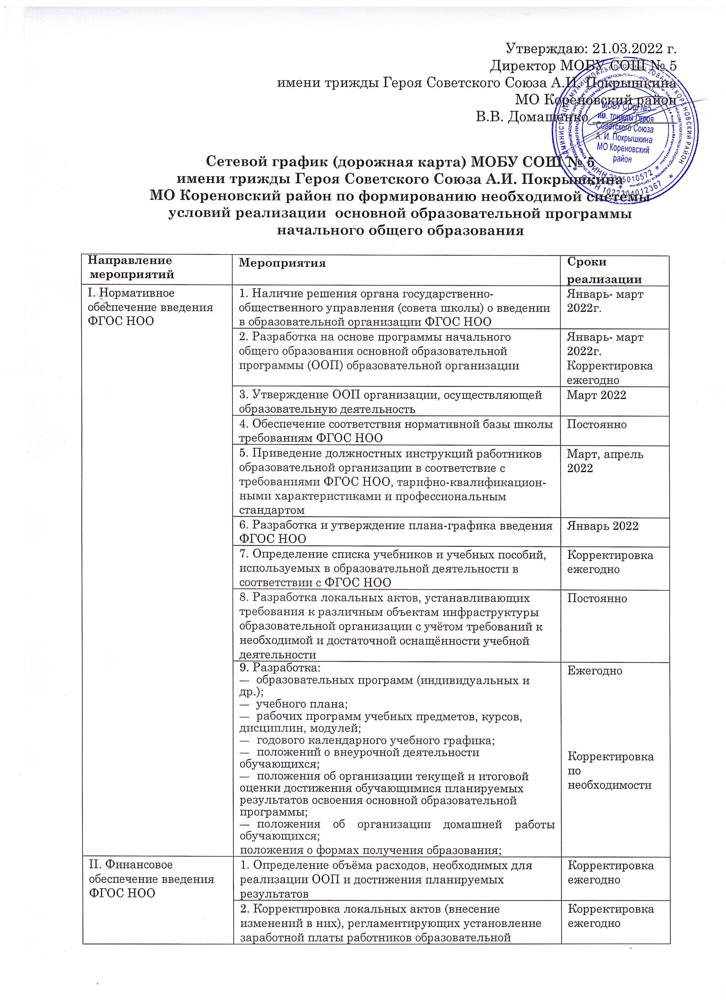 Утверждаю: 21.03.2022 г.
Директор МОБУ СОШ № 5
имени трижды Героя Советского Союза А.И. Покрышкина
МО Кореновский район
В.В. Домашенко
МОБУ СОШ №5
им. трижды Героя
Советского Союза
А. И. Покрышкина
МО Кореновский
район
АДМИНИСТРАЦИЯ МУНИЦИПАЛЬНОГО ОБРАЗОВАНИЯ КОРЕНОВСКИЙ РАЙОН
ИНН 2335010572
ОГРН 1022304012367
Сетевой график (дорожная карта) МОБУ СОШ № 5
имени трижды Героя Советского Союза А.И. Покрышкина
МО Кореновский район по формированию необходимой системы
условий реализации основной образовательной программы
начального общего образования
Направление
мероприятий
Мероприятия
Сроки
реализации
I. Нормативное
обеспечение введения
ФГОС НОО
1. Наличие решения органа государственно-
общественного управления (совета школы) о введении
в образовательной организации ФГОС НОО
Январь- март
2022г.
2. Разработка на основе программы начального
общего образования основной образовательной
программы (ООП) образовательной организации
Январь- март
2022г.
Корректировка
ежегодно
3. Утверждение ООП организации, осуществляющей
образовательную деятельность
Март 2022
4. Обеспечение соответствия нормативной базы школы
требованиям ФГОС НОО
Постоянно
5. Приведение должностных инструкций работников
образовательной организации в соответствие с
требованиями ФГОС НОО, тарифно-квалификацион-
ными характеристиками и профессиональным
стандартом
Март, апрель
2022
6. Разработка и утверждение плана-графика введения
ФГОС НОО
Январь 2022
7. Определение списка учебников и учебных пособий,
используемых в образовательной деятельности в
соответствии с ФГОС НОО
Корректировка
ежегодно
8. Разработка локальных актов, устанавливающих
требования к различным объектам инфраструктуры
образовательной организации с учётом требований к
необходимой и достаточной оснащённости учебной
деятельности
Постоянно
9. Разработка:
— образовательных программ (индивидуальных и
др.);
— учебного плана;
— рабочих программ учебных предметов, курсов,
дисциплин, модулей;
— годового календарного учебного графика;
— положений о внеурочной деятельности
обучающихся;
— положения об организации текущей и итоговой
оценки достижения обучающимися планируемых
результатов освоения основной образовательной
программы;
— положения об организации домашней работы
обучающихся;
положения о формах получения образования;
Ежегодно
Корректировка
по
необходимости
II. Финансовое
обеспечение введения
ФГОС НОО
1. Определение объёма расходов, необходимых для
реализации ООП и достижения планируемых
результатов
Корректировка
ежегодно
2. Корректировка локальных актов (внесение
изменений в них), регламентирующих установление
заработной платы работников образовательной
Корректировка
ежегодно